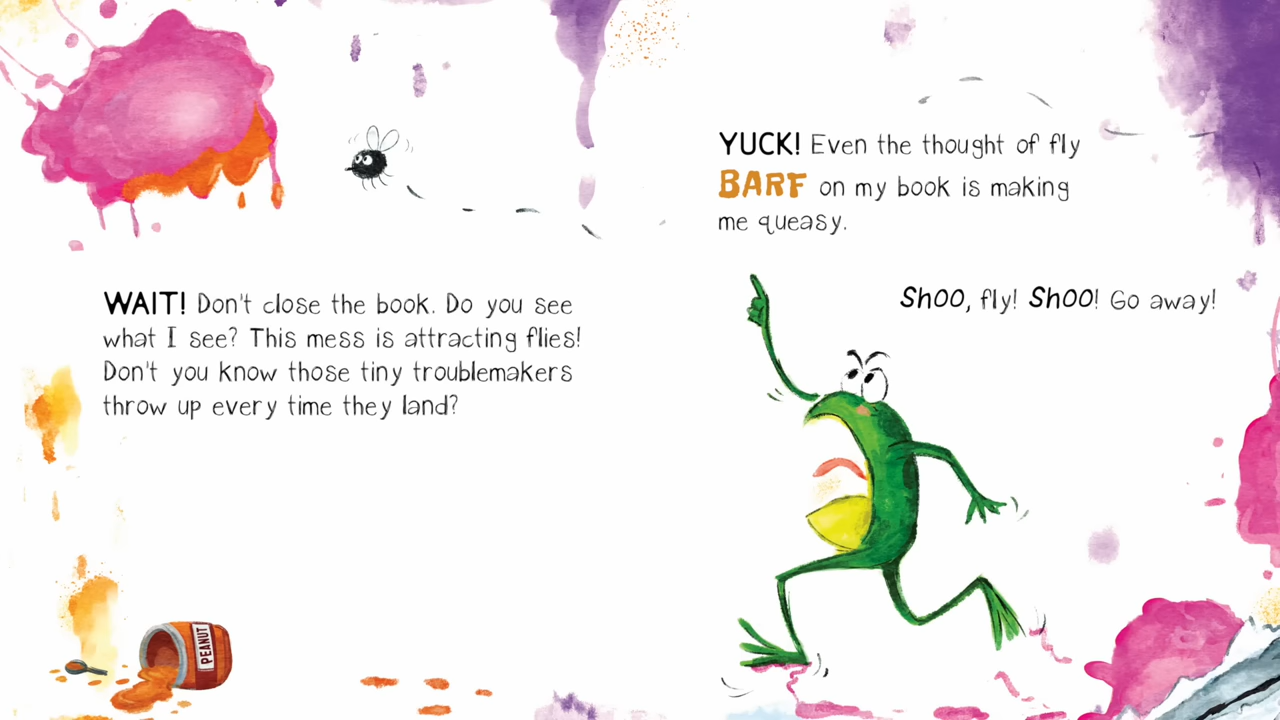 WAIT! Don't close the book. Do you see
what I see? This mess is attracting flies!
Don't you know those tiny troublemakers
throw up every time they land?
PEANUT
YUCK! Even the thought of fly
BARF on my book is making
me queasy.
Shoo, fly! Shoo! Go away!